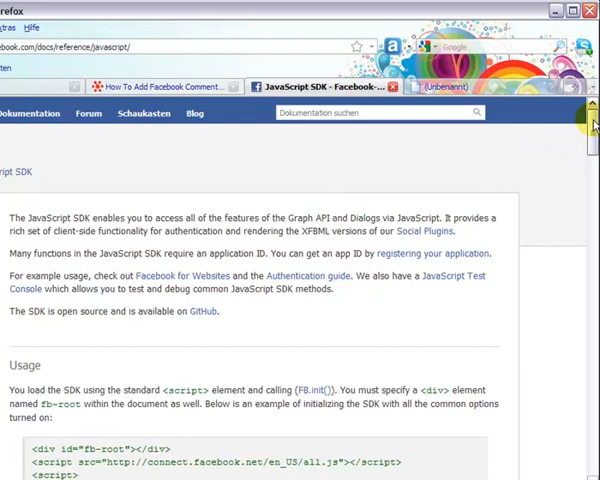 refox
xtras Hilfe
ebook.com/docs/reference/javascript/
Google
ten
How To Add Facebook Comment...
JavaScript SDK - Facebook-...
(Unbenannt)
Dokumentation Forum Schaukasten Blog
Dokumentation suchen
ript SDK
The JavaScript SDK enables you to access all of the features of the Graph API and Dialogs via JavaScript. It provides a
rich set of client-side functionality for authentication and rendering the XFBML versions of our Social Plugins.
Many functions in the JavaScript SDK require an application ID. You can get an app ID by registering your application.
For example usage, check out Facebook for Websites and the Authentication guide. We also have a JavaScript Test
Console which allows you to test and debug common JavaScript SDK methods.
The SDK is open source and is available on GitHub.
Usage
You load the SDK using the standard <script> element and calling (FB.init()). You must specify a <div> element
named fb-root within the document as well. Below is an example of initializing the SDK with all the common options
turned on:
<div id="fb-root"></div>
<script src="http://connect.facebook.net/en_US/all.js"></script>
<script>